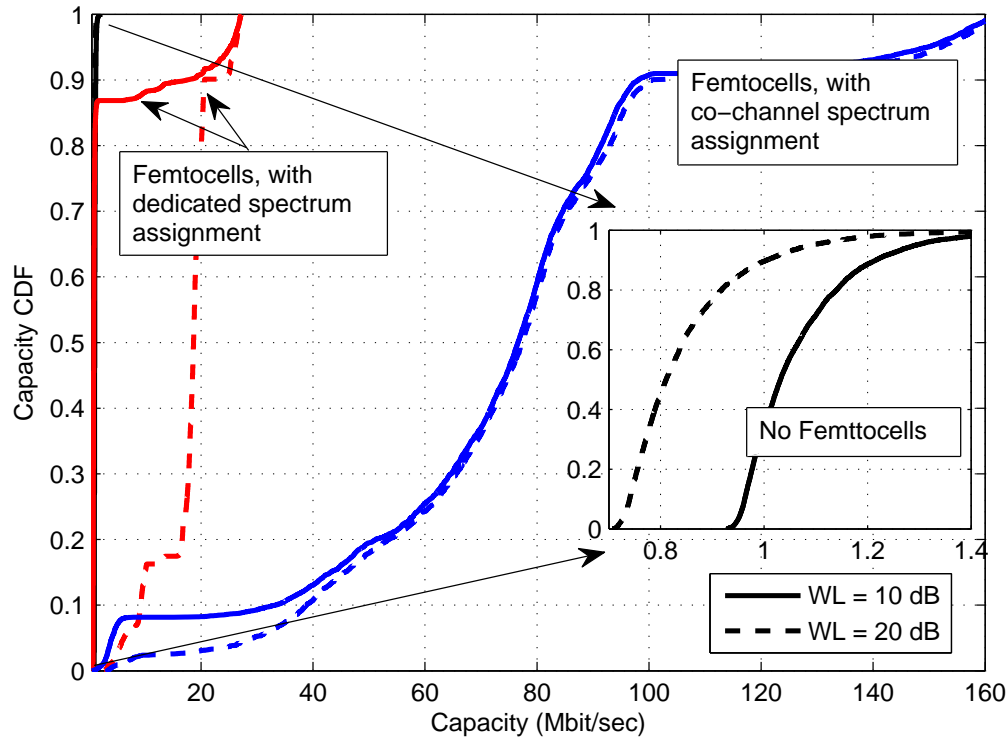 1
0.9
0.8
0.7
0.6
0.5
0.4
0.3
0.2
0.1
0
Capacity CDF
20
40
60
80
100
120
140
160
Capacity (Mbit/sec)
Femtocells, with
dedicated spectrum
assignment
Femtocells, with
co−channel spectrum
assignment
1
0.8
0.6
0.4
0.2
0
0.8
1
1.2
1.4
No Femttocells
WL = 10 dB
WL = 20 dB